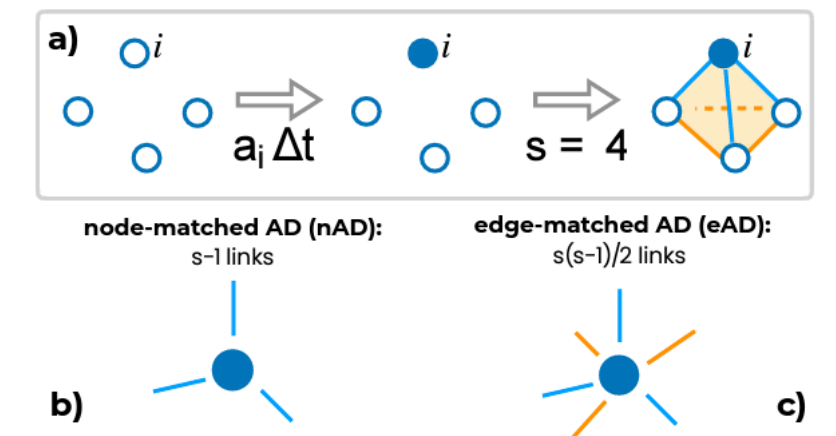 a)
i
i
i
aᵢ Δt
s = 4
node-matched AD (nAD):
s-1 links
edge-matched AD (eAD):
s(s-1)/2 links
b)
c)